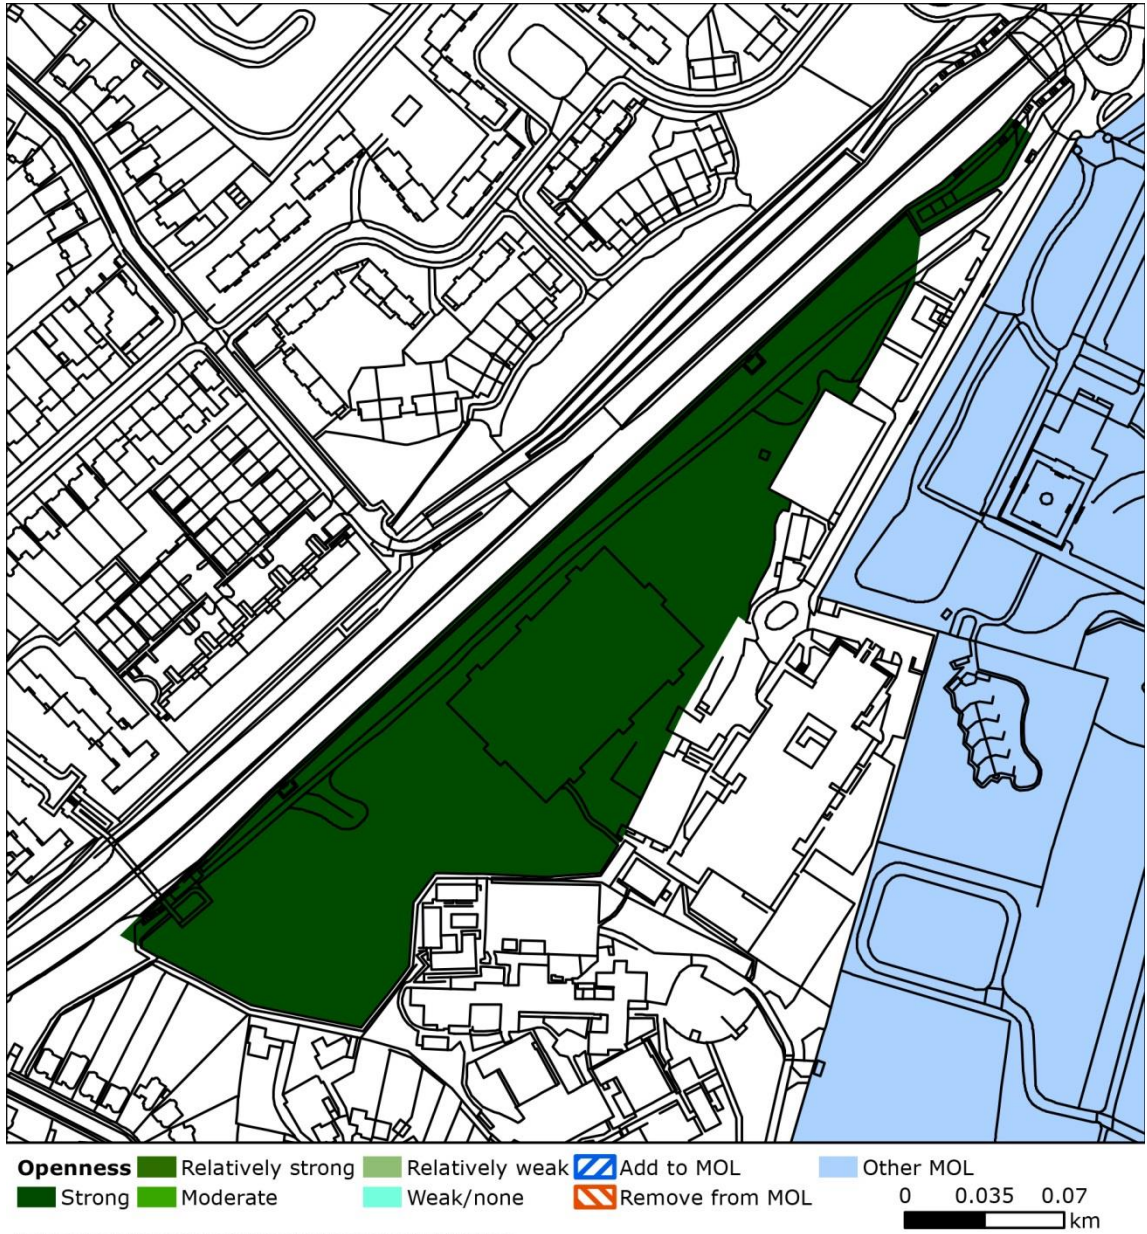 Openness Relatively strong Relatively weak Add to MOL Other MOL
Strong Moderate Weak/none Remove from MOL 0 0.035 0.07
km